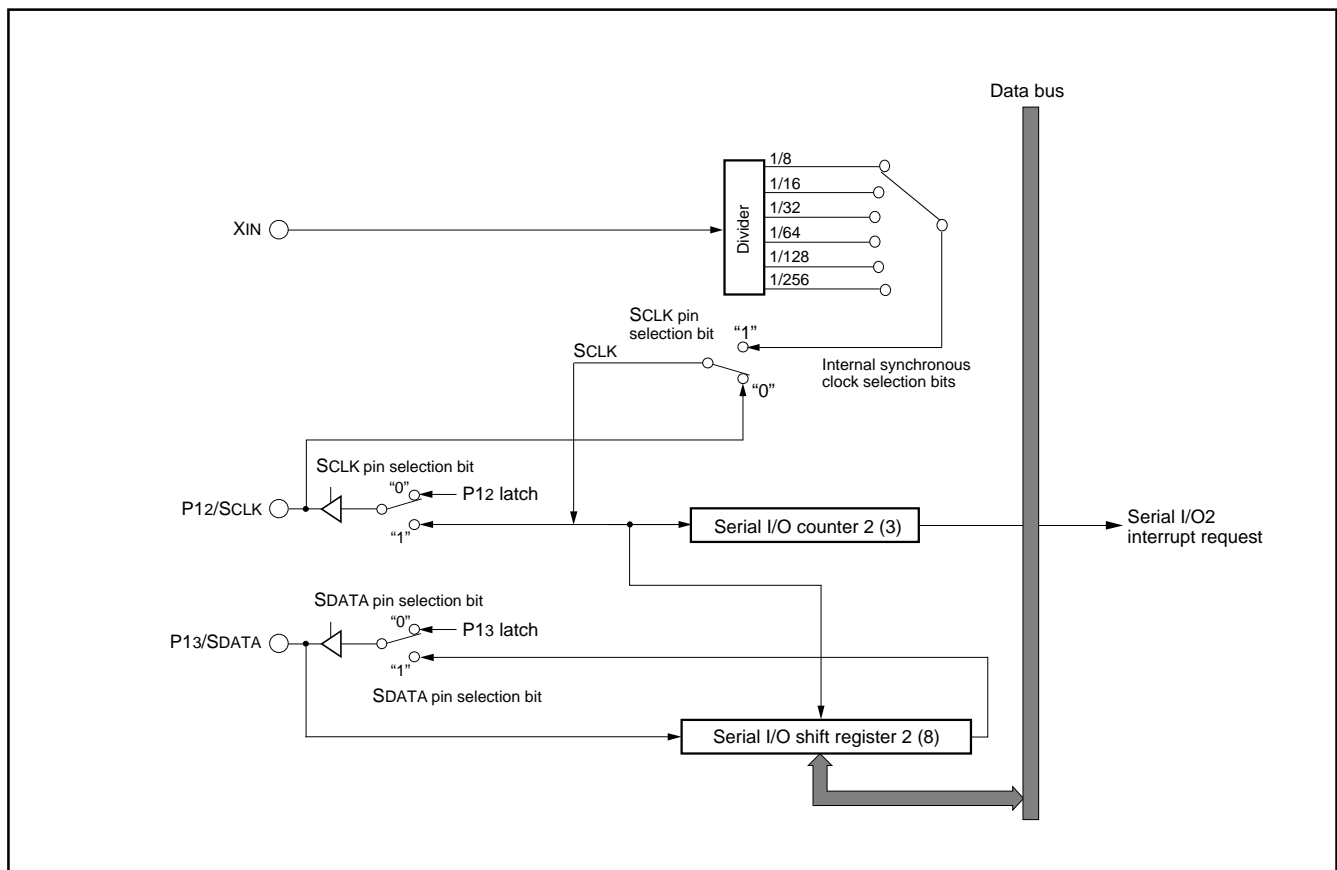 Data bus
1/8
1/16
1/32
1/64
1/128
1/256
Divider
XIN
SCLK pin
selection bit
"1"
SCLK
Internal synchronous
clock selection bits
"0"
SCLK pin selection bit
"0"
P12 latch
P12/SCLK
"1"
Serial I/O counter 2 (3)
Serial I/O2
interrupt request
SDATA pin selection bit
"0"
P13 latch
P13/SDATA
"1"
SDATA pin selection bit
Serial I/O shift register 2 (8)